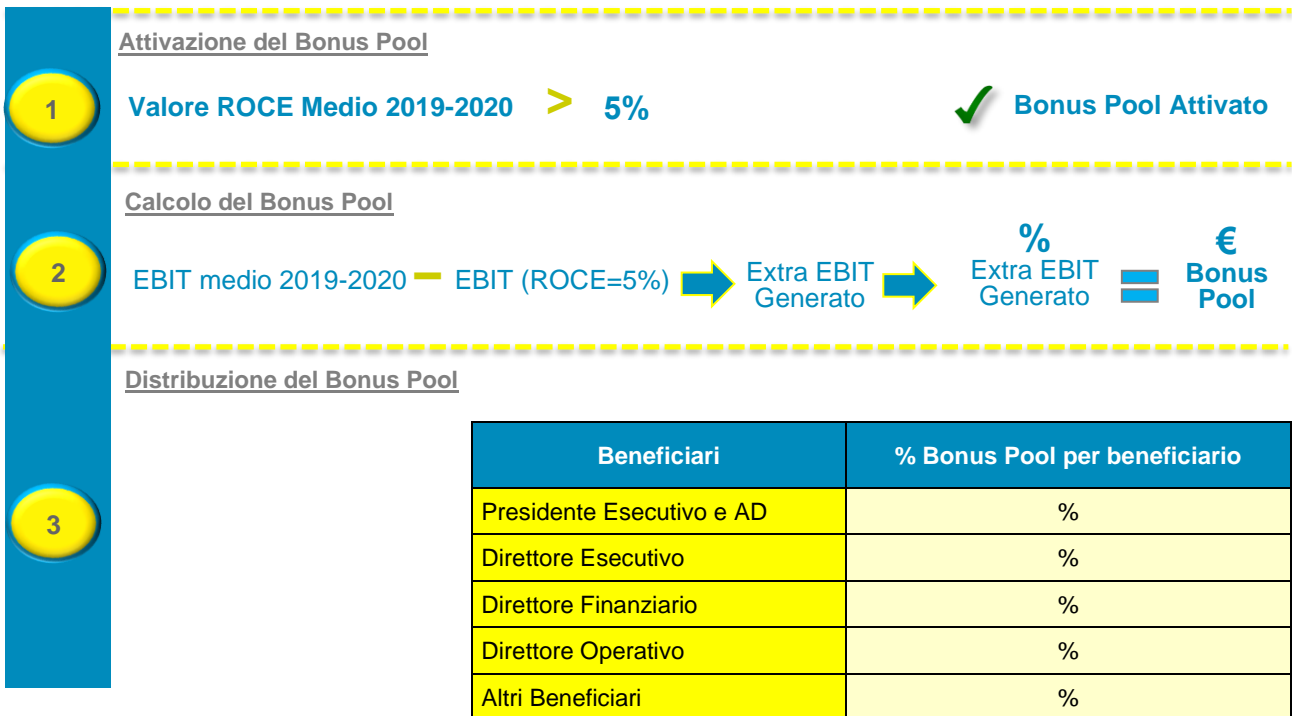 Attivazione del Bonus Pool
1
Valore ROCE Medio 2019-2020 > 5%
Bonus Pool Attivato
Calcolo del Bonus Pool
2
EBIT medio 2019-2020 – EBIT (ROCE=5%)
Extra EBIT
Generato
%
Extra EBIT
Generato
=
€
Bonus
Pool
Distribuzione del Bonus Pool
3
Beneficiari % Bonus Pool per beneficiario
Presidente Esecutivo e AD %
Direttore Esecutivo %
Direttore Finanziario %
Direttore Operativo %
Altri Beneficiari %